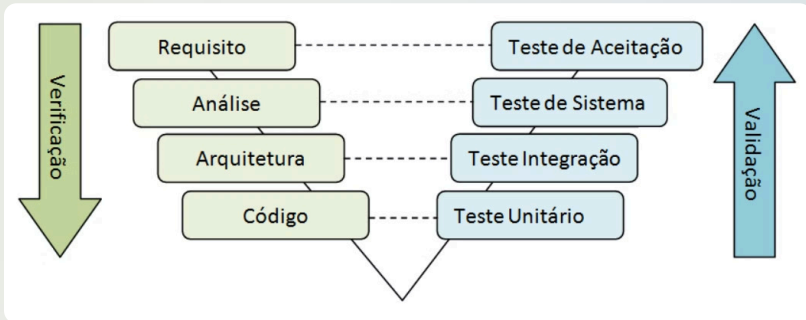 Verificação
Requisito
Teste de Aceitação
Análise
Teste de Sistema
Arquitetura
Teste Integração
Código
Teste Unitário
Validação